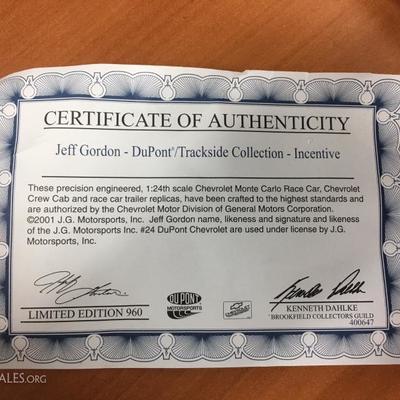 CERTIFICATE OF AUTHENTICITY
Jeff Gordon - DuPont®/Trackside Collection - Incentive
These precision engineered, 1:24th scale Chevrolet Monte Carlo Race Car, Chevrolet
Crew Cab and race car trailer replicas, have been crafted to the highest standards and
are authorized by the Chevrolet Motor Division of General Motors Corporation.
©2001 J.G. Motorsports, Inc. Jeff Gordon name, likeness and signature and likeness
of the J.G. Motorsports Inc. #24 DuPont Chevrolet are used under license by J.G.
Motorsports, Inc.
DUPONT
MOTORSPORTS
LIMITED EDITION 960
KENNETH DAHLKE
BROOKFIELD COLLECTORS GUILD
400647
ALES.ORG